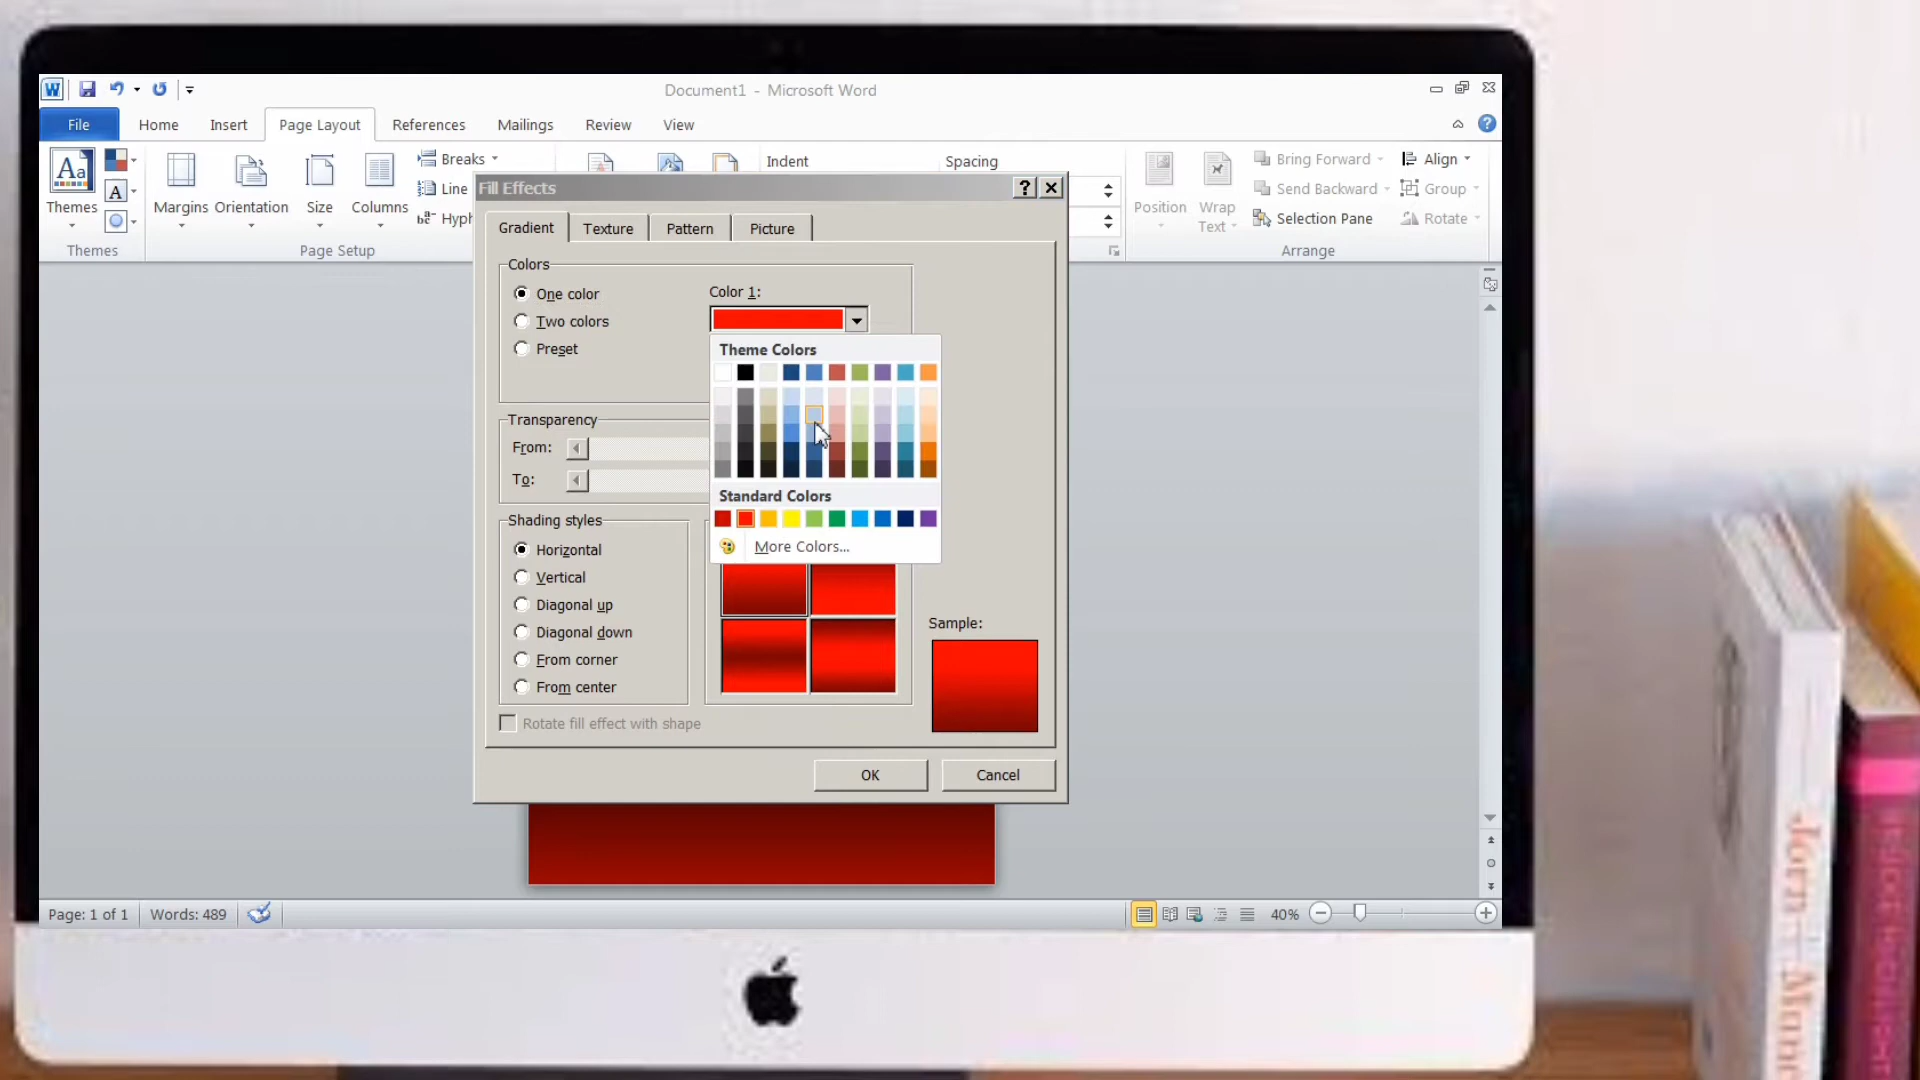 Document1 - Microsoft Word
File Home Insert Page Layout References Mailings Review View
Themes
Margins Orientation Size Columns
Breaks
Line
Hyph
Indent Spacing
Position Wrap Text
Bring Forward
Send Backward
Selection Pane
Align
Group
Rotate
Themes Page Setup Arrange
Fill Effects
Gradient Texture Pattern Picture
Colors
One color
Two colors
Preset
Color 1:
Theme Colors
Standard Colors
More Colors...
Transparency
From:
To:
Shading styles
Horizontal
Vertical
Diagonal up
Diagonal down
From corner
From center
Sample:
Rotate fill effect with shape
OK Cancel
Page: 1 of 1 Words: 489 40%